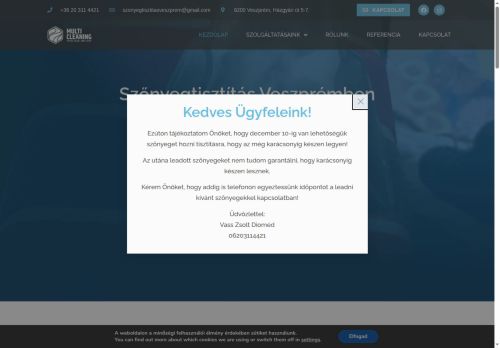 +36 20 311 4421
szonyegtisztitasveszprem@gmail.com
8200 Veszprém, Házgyári út 5-7.
KAPCSOLAT
MULTI
CLEANING
KEZDŐLAP
SZOLGÁLTATÁSAINK
RÓLUNK
REFERENCIA
KAPCSOLAT
Szőnyegtisztítás Veszprémben
Kedves Ügyfeleink!
Ezúton tájékoztatom Önöket, hogy december 10-ig van lehetőségük
szőnyeget hozni tisztításra, hogy az még karácsonyig készen legyen!
Az utána leadott szőnyegeket nem tudom garantálni, hogy karácsonyig
készen lesznek.
Kérem Önöket, hogy addig is telefonon egyeztessünk időpontot a leadni
kívánt szőnyegekkel kapcsolatban!
Üdvözlettel:
Vass Zsolt Diomed
06203114421
A weboldalon a minőségi felhasználói élmény érdekében sütiket használunk.
You can find out more about which cookies we are using or switch them off in settings.
Elfogad